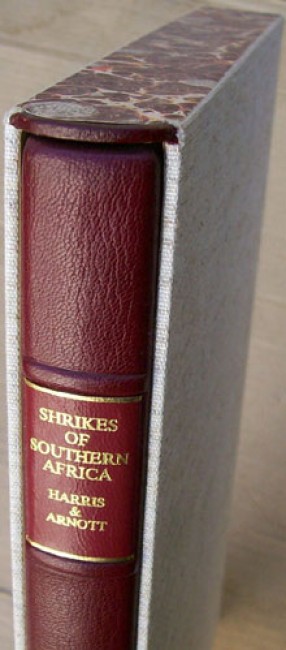 SHRIKES
OF
SOUTHERN
AFRICA
HARRIS
&
ARNOTT